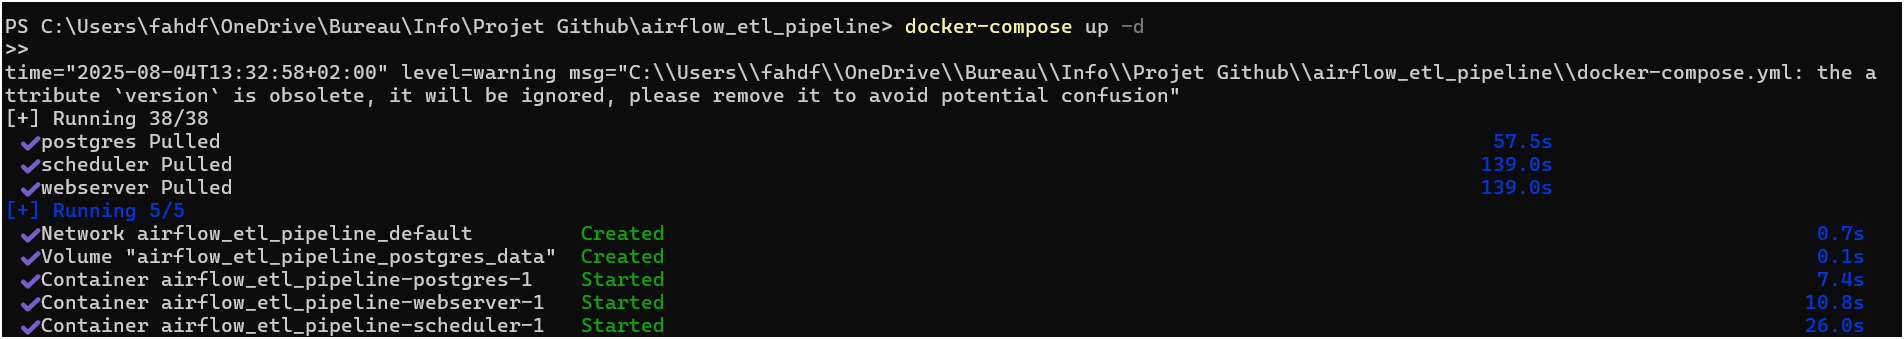 PS C:\Users\fahdf\OneDrive\Bureau\Info\Projet Github\airflow_etl_pipeline> docker-compose up -d
>>
time="2025-08-04T13:32:58+02:00" level=warning msg="C:\\Users\\fahdf\\OneDrive\\Bureau\\Info\\Projet Github\\airflow_etl_pipeline\\docker-compose.yml: the a
ttribute `version` is obsolete, it will be ignored, please remove it to avoid potential confusion"
[+] Running 38/38
✔postgres Pulled 57.5s
✔scheduler Pulled 139.0s
✔webserver Pulled 139.0s
[+] Running 5/5
✔Network airflow_etl_pipeline_default Created 0.7s
✔Volume "airflow_etl_pipeline_postgres_data" Created 0.1s
✔Container airflow_etl_pipeline-postgres-1 Started 7.4s
✔Container airflow_etl_pipeline-webserver-1 Started 10.8s
✔Container airflow_etl_pipeline-scheduler-1 Started 26.0s